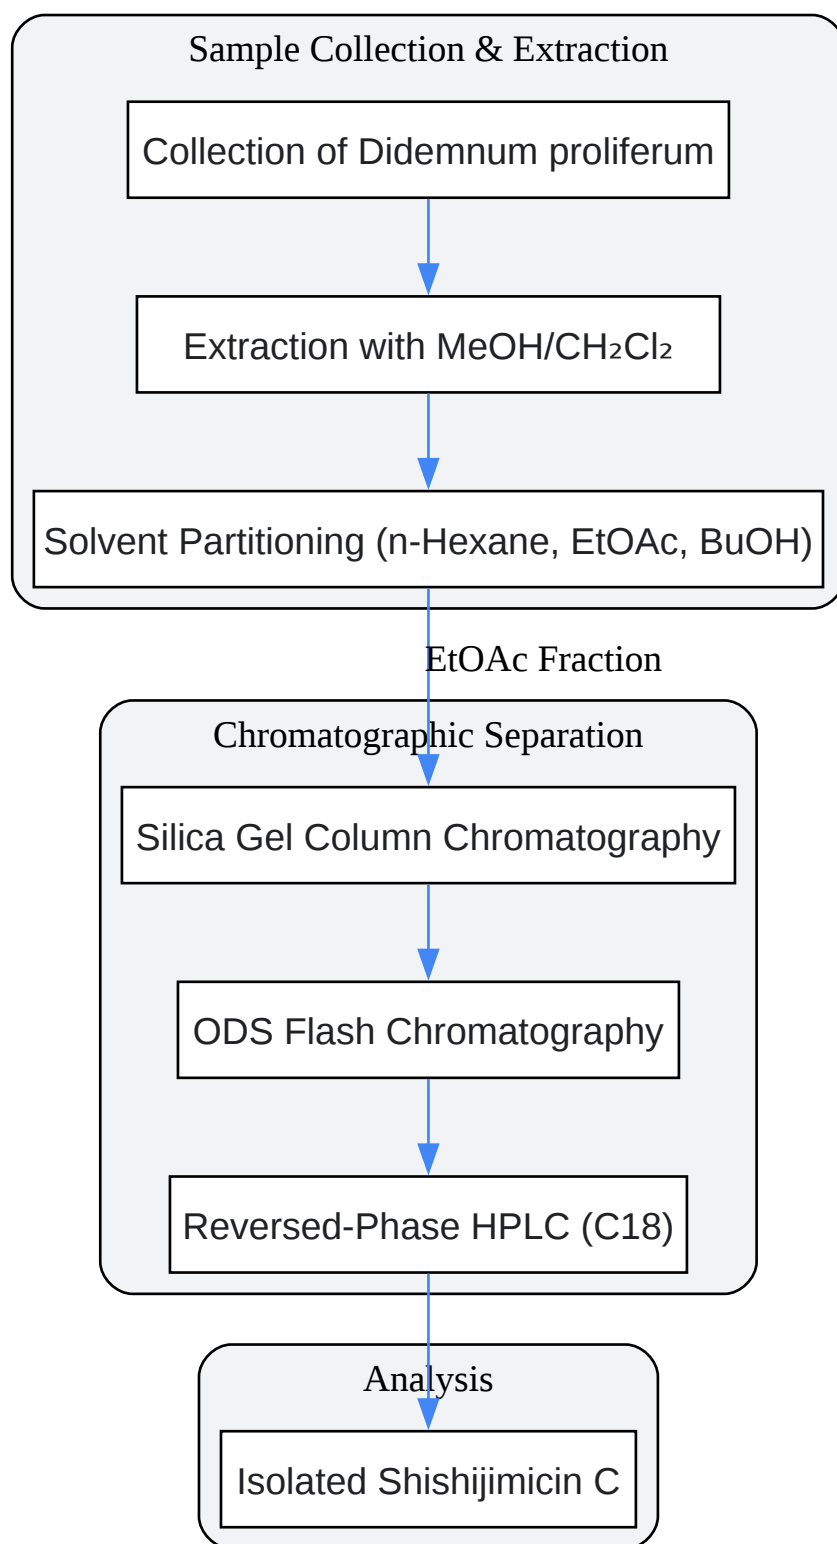 Sample Collection & Extraction
Collection of Didemnum proliferum
Extraction with MeOH/CH₂Cl₂
Solvent Partitioning (n-Hexane, EtOAc, BuOH)
EtOAc Fraction
Chromatographic Separation
Silica Gel Column Chromatography
ODS Flash Chromatography
Reversed-Phase HPLC (C18)
Analysis
Isolated Shishijimicin C